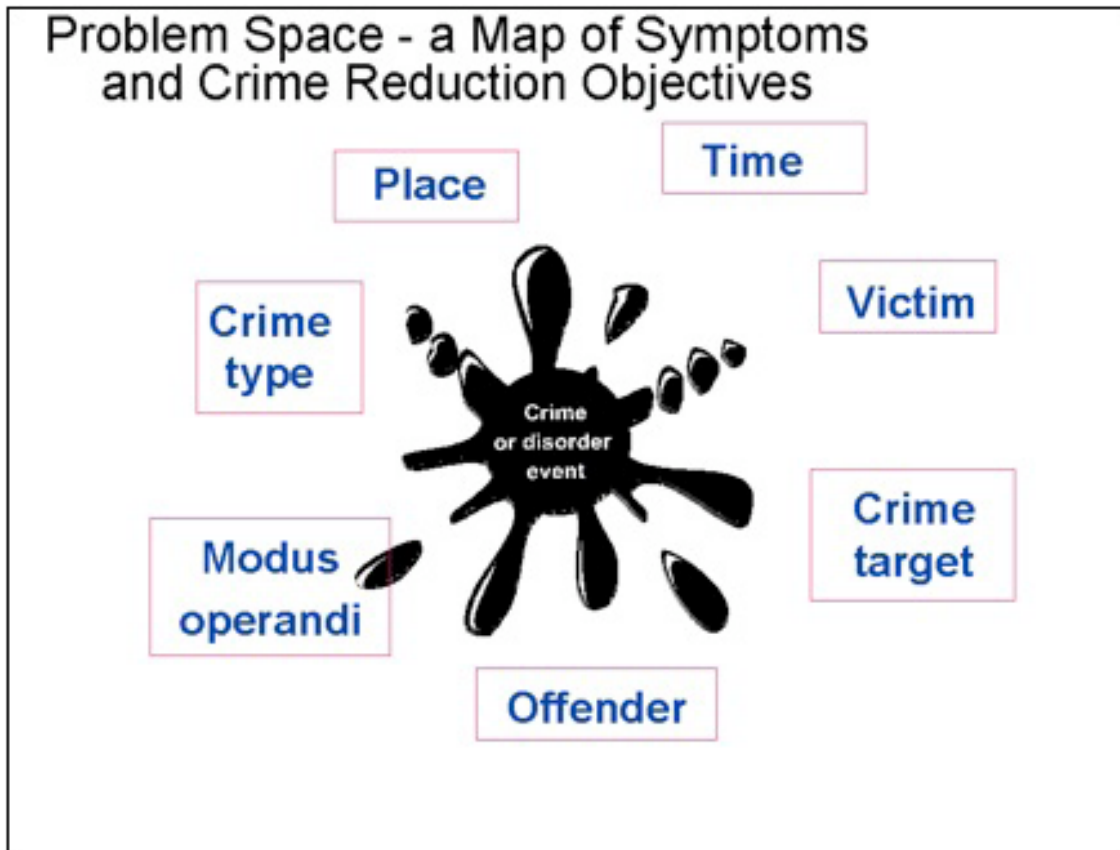 Problem Space - a Map of Symptoms
and Crime Reduction Objectives
Place
Time
Crime
type
Victim
Crime
or disorder
event
Modus
operandi
Crime
target
Offender